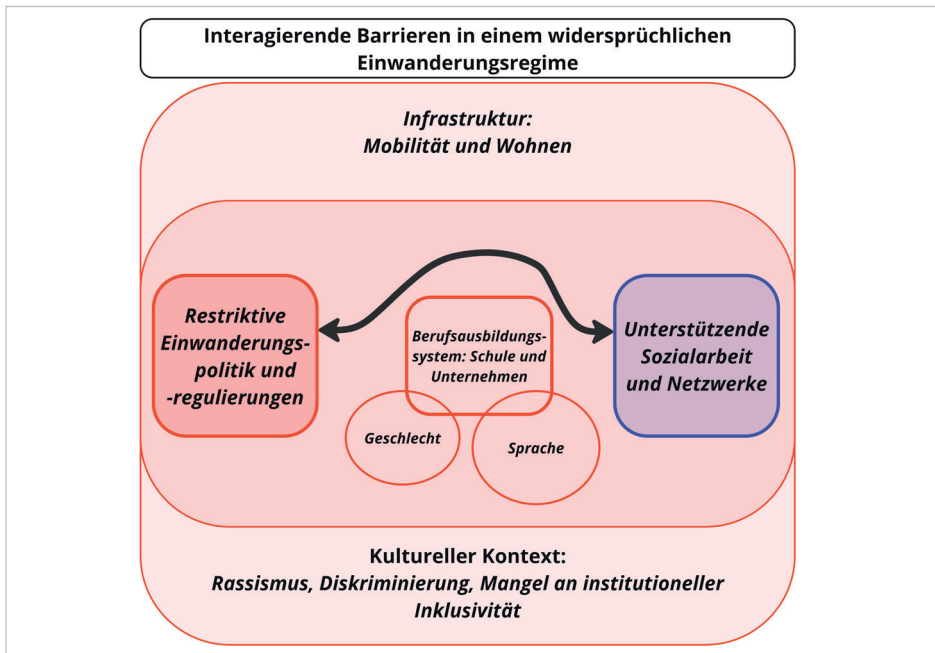 Interagierende Barrieren in einem widersprüchlichen
Einwanderungsregime
Infrastruktur:
Mobilität und Wohnen
Restriktive
Einwanderungs-
politik und
-regulierungen
Berufsausbildungs-
system: Schule und
Unternehmen
Unterstützende
Sozialarbeit
und Netzwerke
Geschlecht
Sprache
Kultureller Kontext:
Rassismus, Diskriminierung, Mangel an institutioneller
Inklusivität